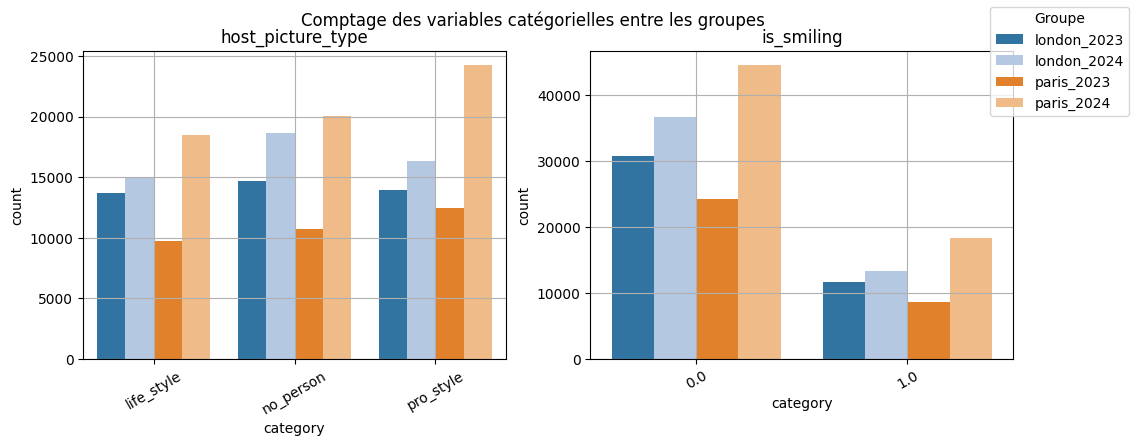 Comptage des variables catégorielles entre les groupes
host_picture_type
25000
20000
15000
10000
5000
0
count
life_style
no_person
pro_style
category
is_smiling
40000
30000
20000
10000
0
count
0.0
1.0
category
Groupe
london_2023
london_2024
paris_2023
paris_2024